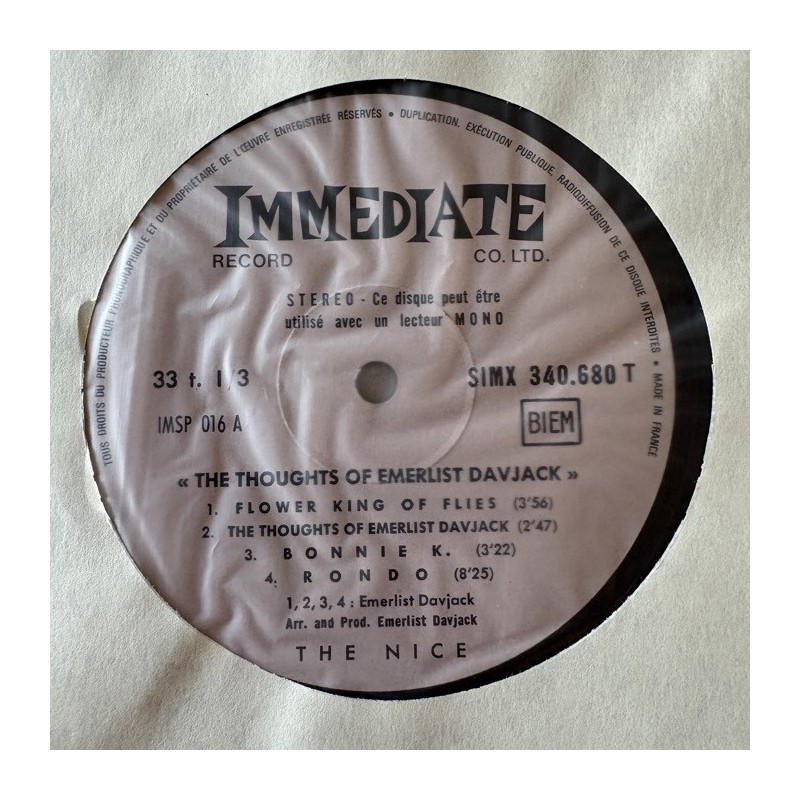 TOUS DROITS DU PRODUCTEUR PHONOGRAPHIQUE ET DU PROPRIÉTAIRE DE L'ŒUVRE ENREGISTRÉE RÉSERVÉS • DUPLICATION, EXÉCUTION PUBLIQUE, RADIODIFFUSION DE CE DISQUE INTERDITES • MADE IN FRANCE
IMMEDIATE
RECORD CO. LTD.
STEREO - Ce disque peut être
utilisé avec un lecteur MONO
33 t. 1/3 SIMX 340.680 T
IMSP 016 A BIEM
« THE THOUGHTS OF EMERLIST DAVJACK »
1. FLOWER KING OF FLIES (3'56)
2. THE THOUGHTS OF EMERLIST DAVJACK (2'47)
3. BONNIE K. (3'22)
4. RONDO (8'25)
1, 2, 3, 4 : Emerlist Davjack
Arr. and Prod. Emerlist Davjack
THE NICE